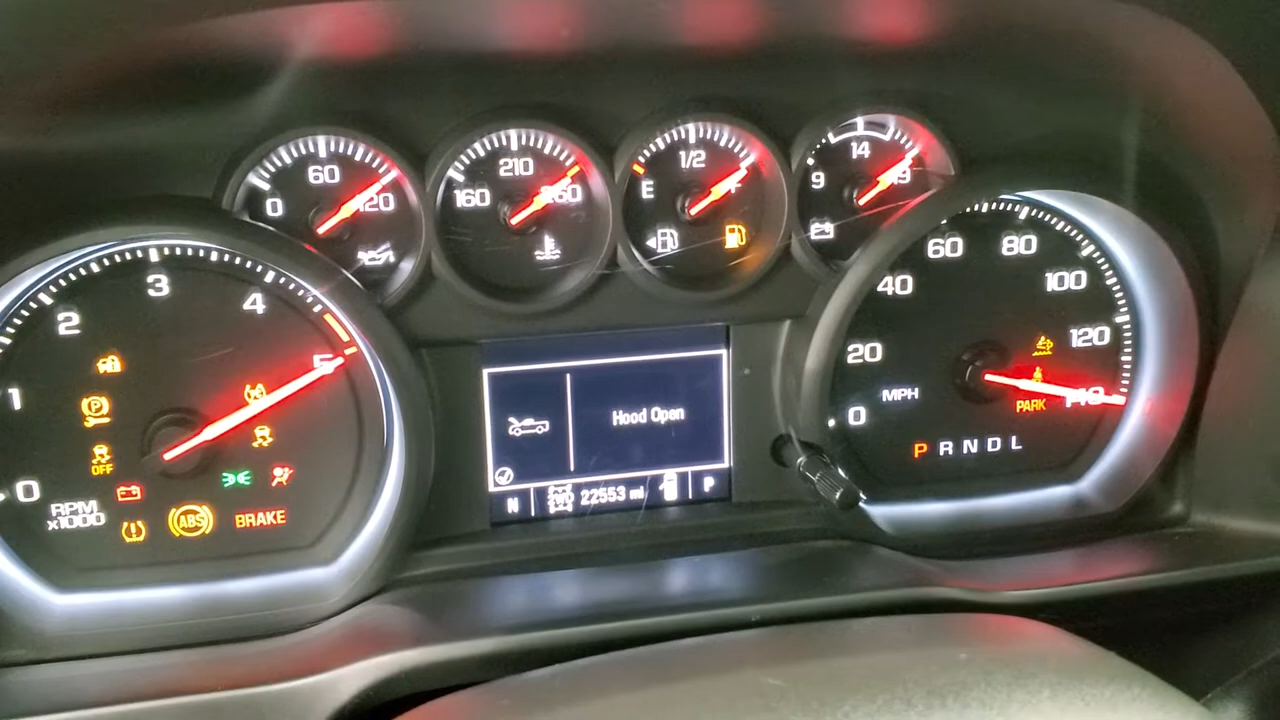 0 60 120
160 210 260
E 1/2 F
9 14 19
0 1 2 3 4 5
RPM
x1000
OFF
ABS
BRAKE
Hood Open
N 22553 mi P
0 20 40 60 80 100 120 140
MPH
PARK
P R N D L